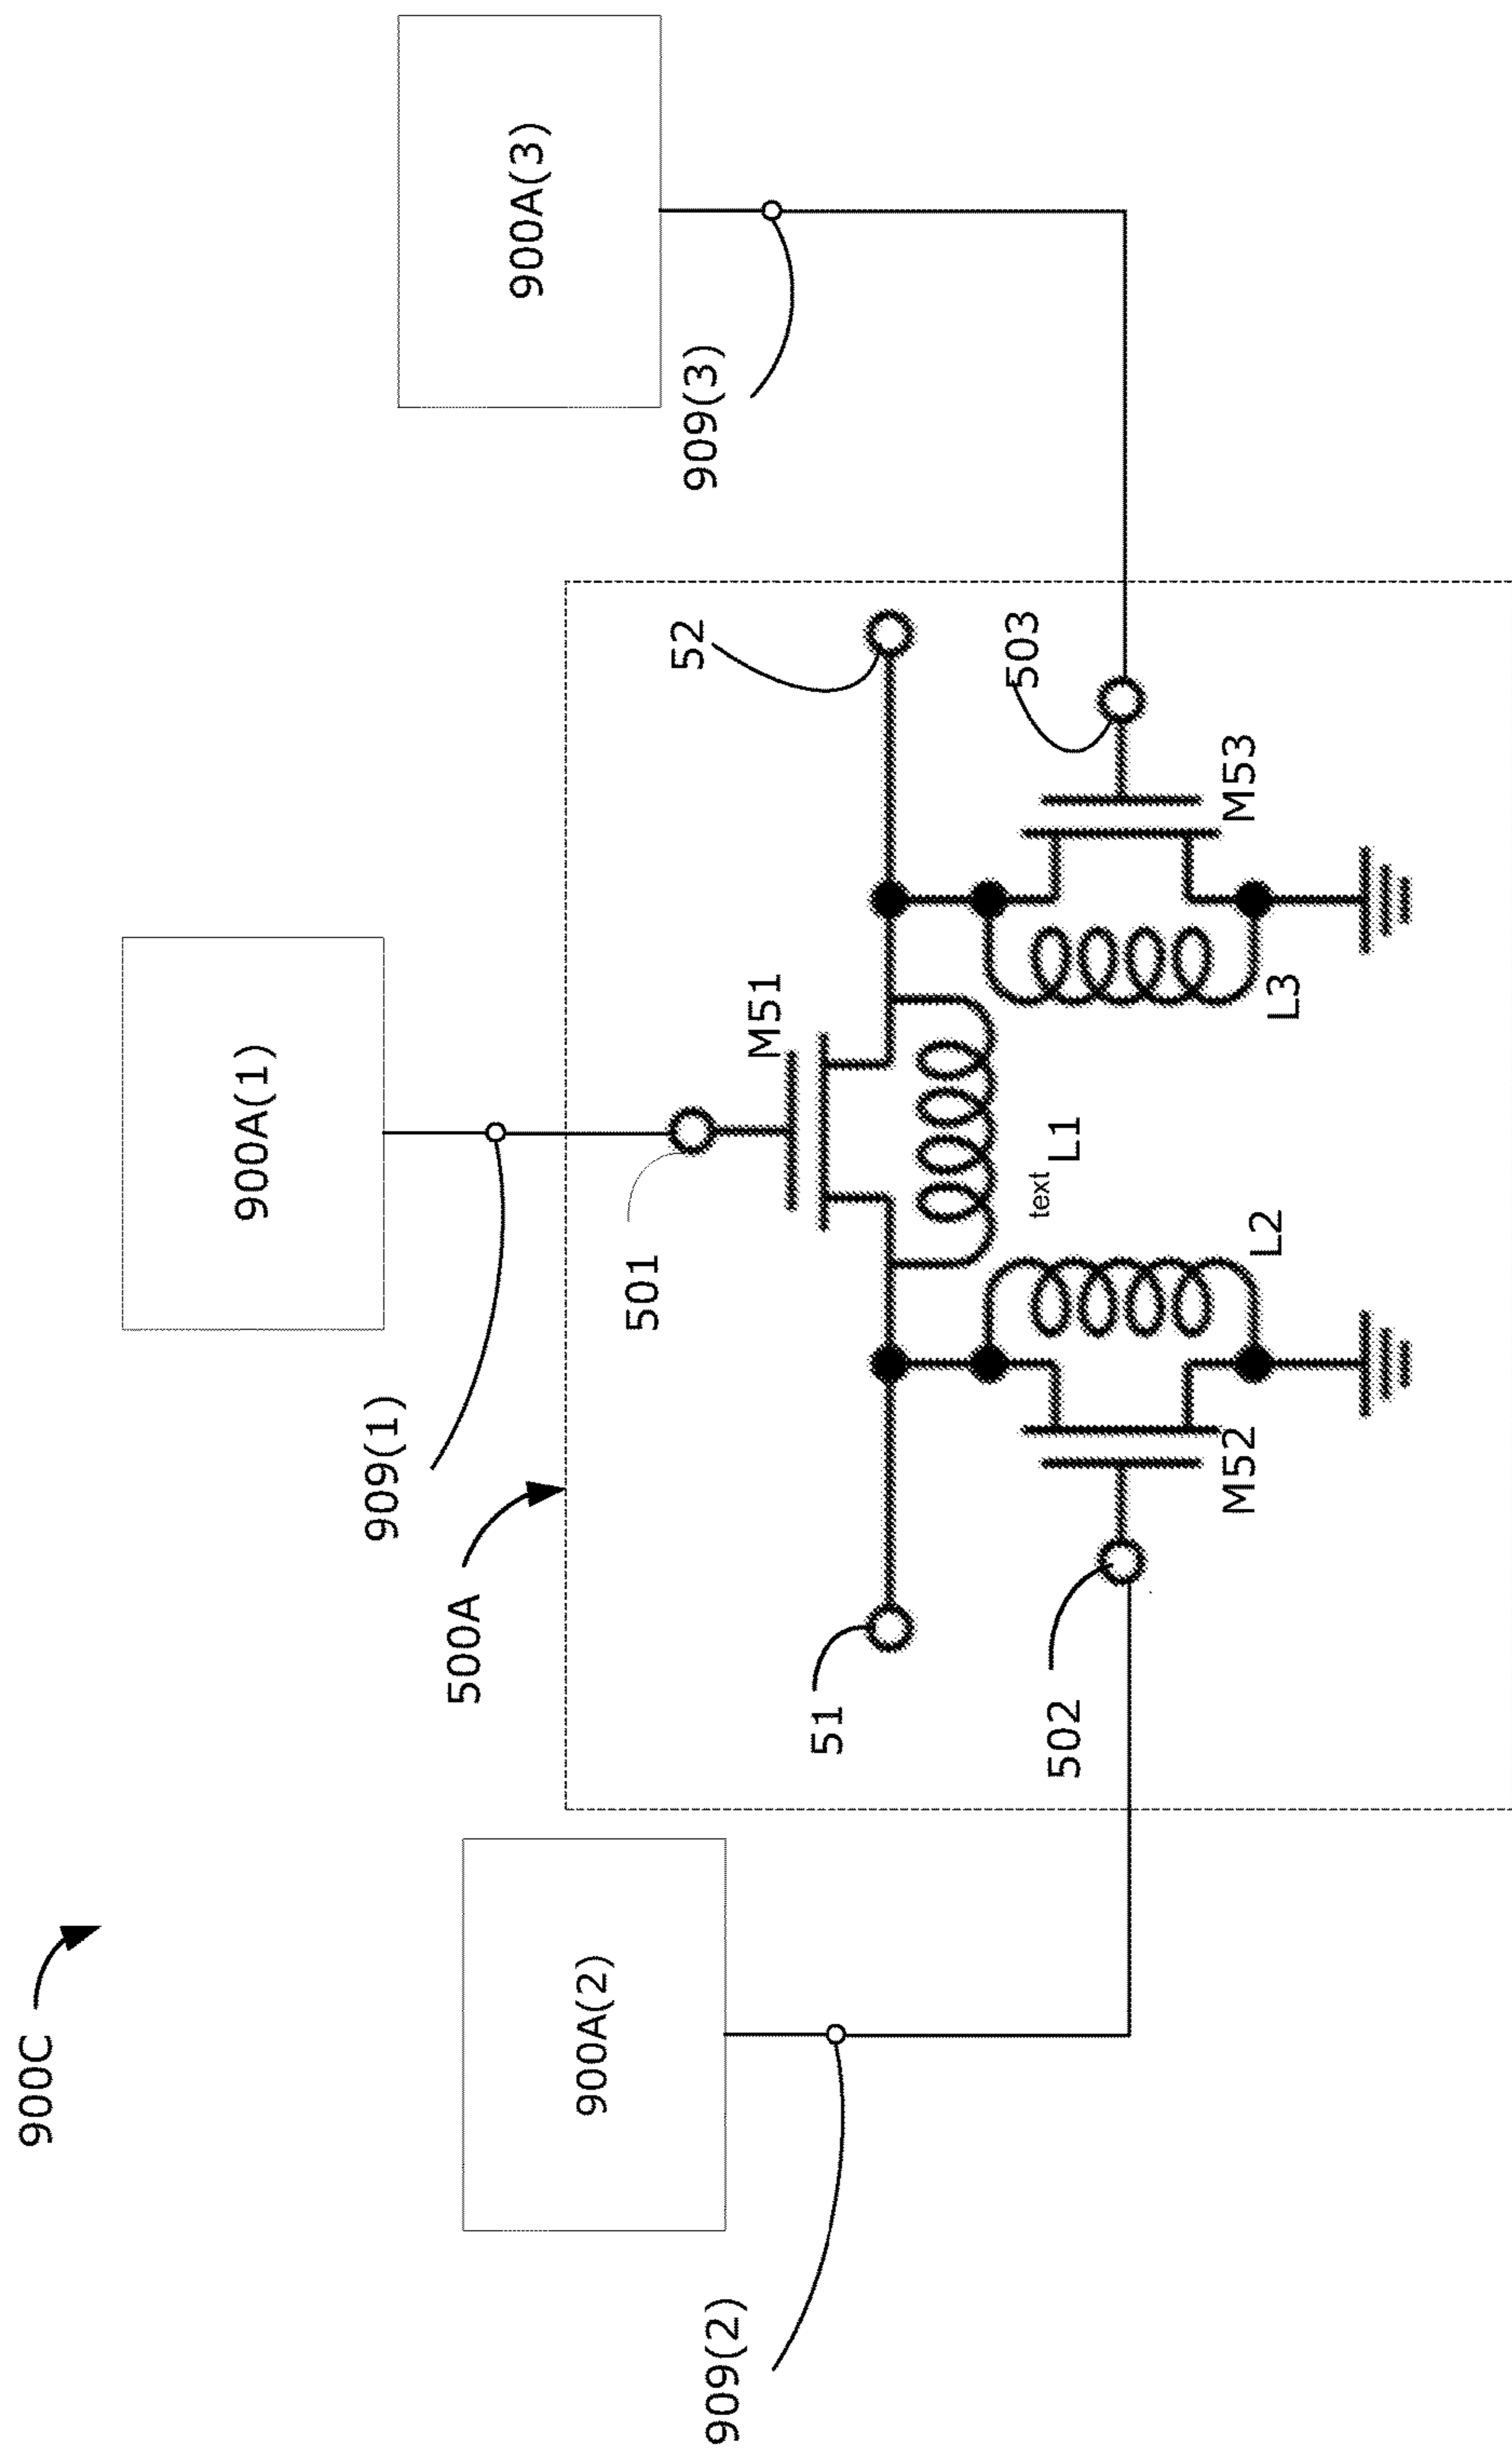 900C
900A(1)
900A(2)
900A(3)
909(1)
909(2)
909(3)
500A
501
M51
52
51
text
L1
502
503
M52
L2
L3
M53